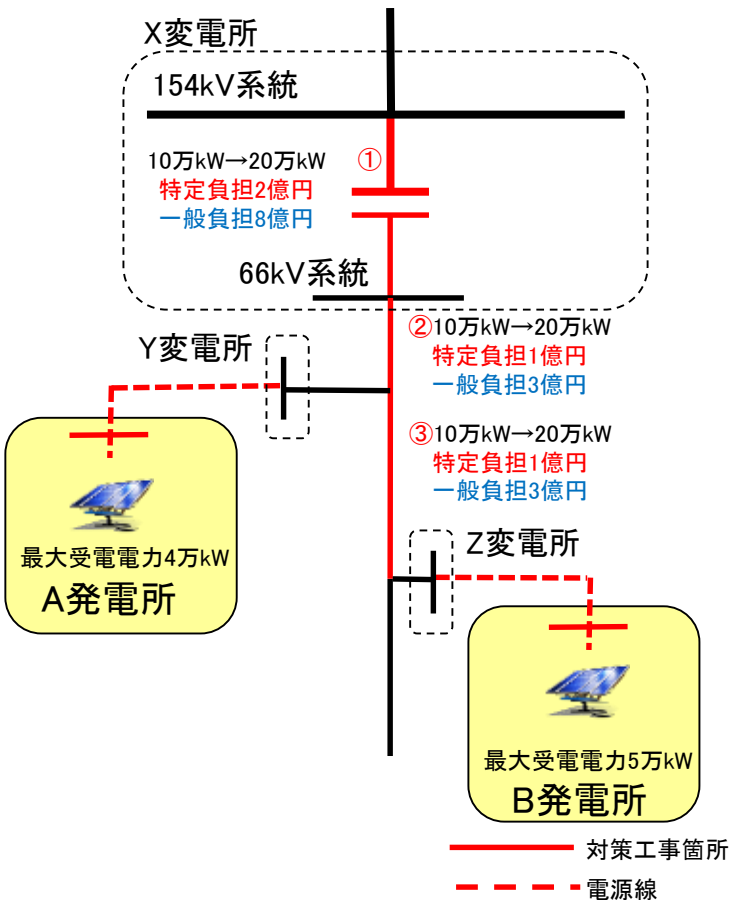 X変電所
154kV系統
10万kW→20万kW
①
特定負担2億円
一般負担8億円
66kV系統
②10万kW→20万kW
特定負担1億円
一般負担3億円
Y変電所
③10万kW→20万kW
特定負担1億円
一般負担3億円
Z変電所
最大受電電力4万kW
A発電所
最大受電電力5万kW
B発電所
対策工事箇所
電源線